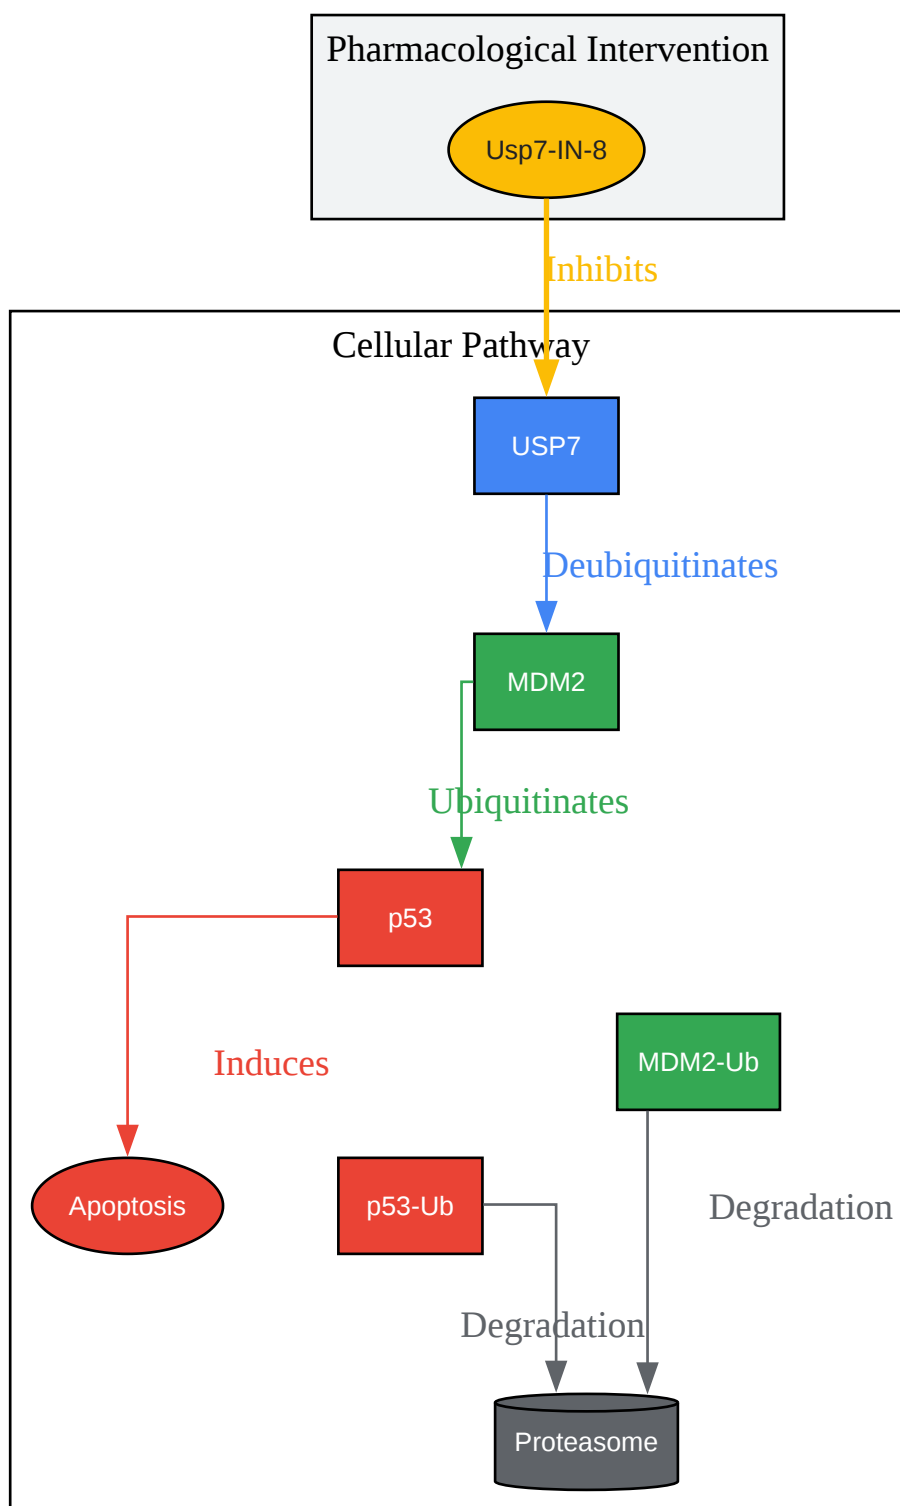 Pharmacological Intervention
Usp7-IN-8
Inhibits
Cellular Pathway
USP7
Deubiquitinates
MDM2
Ubiquitinates
p53
Induces
MDM2-Ub
Apoptosis
p53-Ub
Degradation
Degradation
Proteasome